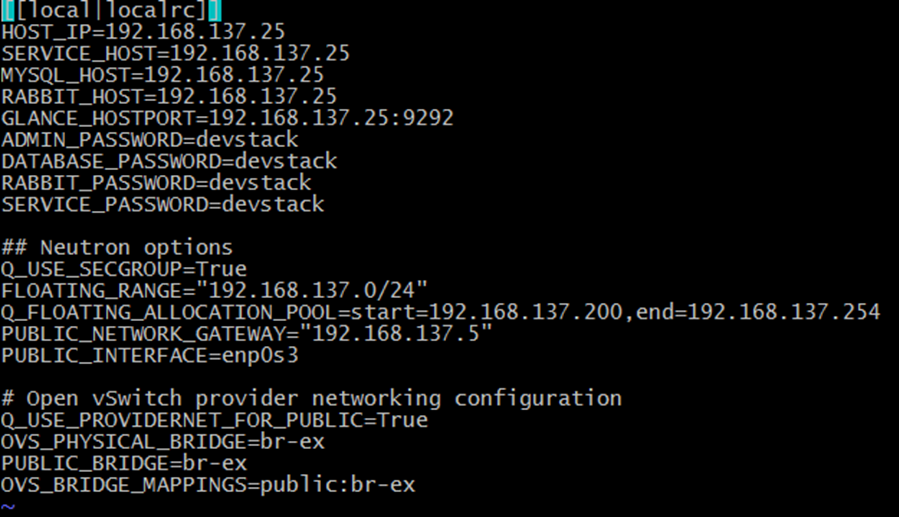 [[local|localrc]]
HOST_IP=192.168.137.25
SERVICE_HOST=192.168.137.25
MYSQL_HOST=192.168.137.25
RABBIT_HOST=192.168.137.25
GLANCE_HOSTPORT=192.168.137.25:9292
ADMIN_PASSWORD=devstack
DATABASE_PASSWORD=devstack
RABBIT_PASSWORD=devstack
SERVICE_PASSWORD=devstack
## Neutron options
Q_USE_SECGROUP=True
FLOATING_RANGE="192.168.137.0/24"
Q_FLOATING_ALLOCATION_POOL=start=192.168.137.200,end=192.168.137.254
PUBLIC_NETWORK_GATEWAY="192.168.137.5"
PUBLIC_INTERFACE=enp0s3
# Open vSwitch provider networking configuration
Q_USE_PROVIDERNET_FOR_PUBLIC=True
OVS_PHYSICAL_BRIDGE=br-ex
PUBLIC_BRIDGE=br-ex
OVS_BRIDGE_MAPPINGS=public:br-ex
~